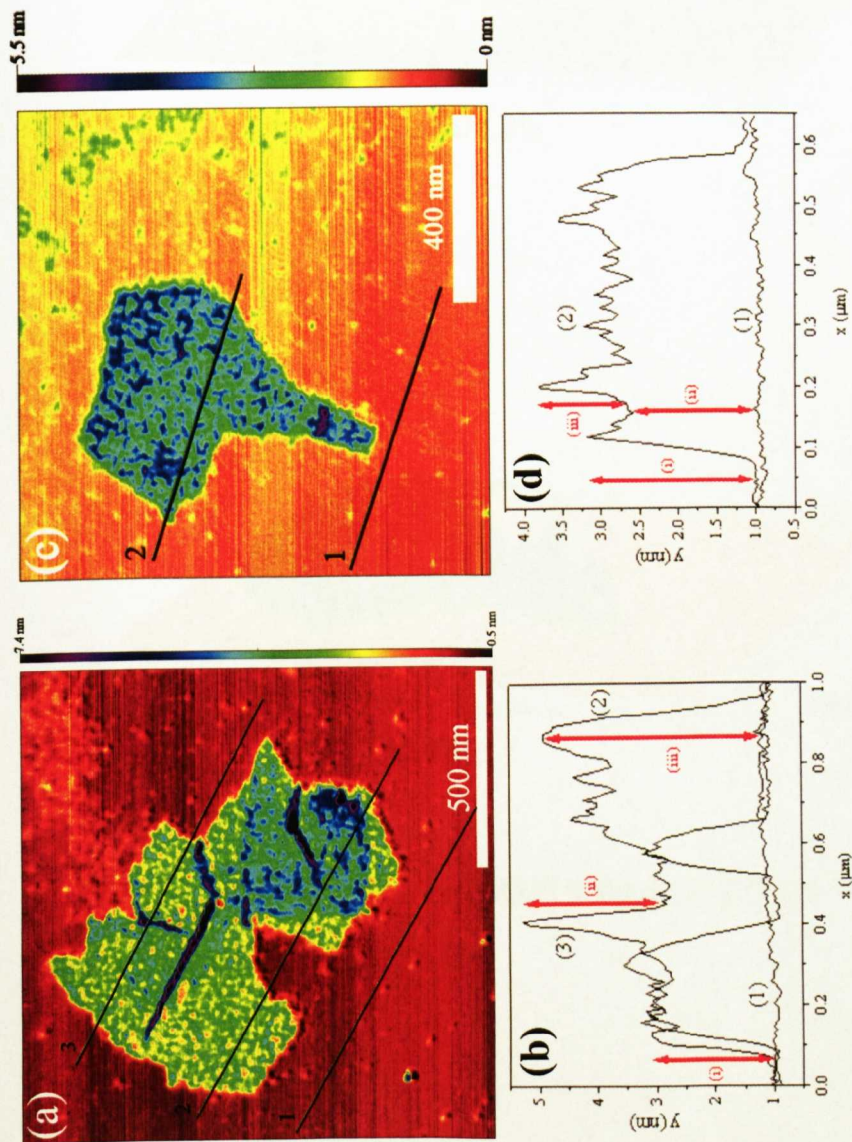 (a)
3
2
1
500 nm
7.4 nm
0.5 nm
(b)
5
4
3
2
1
y (nm)
0.0
0.2
0.4
0.6
0.8
1.0
x (μm)
(i)
(ii)
(iii)
(1)
(2)
(3)
(c)
2
1
400 nm
5.5 nm
0 nm
(d)
4.0
3.5
3.0
2.5
2.0
1.5
1.0
0.5
y (nm)
0.0
0.1
0.2
0.3
0.4
0.5
0.6
x (μm)
(i)
(ii)
(iii)
(1)
(2)